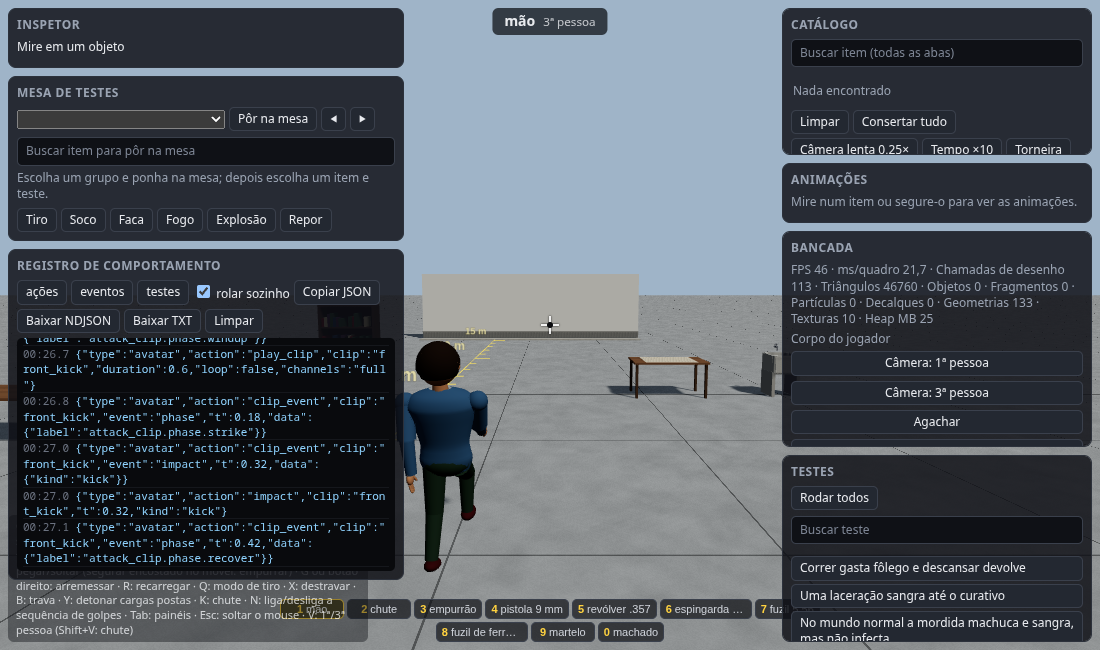 INSPETOR
Mire em um objeto
MESA DE TESTES
Pôr na mesa
Buscar item para pôr na mesa
Escolha um grupo e ponha na mesa; depois escolha um item e
teste.
Tiro Soco Faca Fogo Explosão Repor
REGISTRO DE COMPORTAMENTO
ações eventos testes rolar sozinho Copiar JSON
Baixar NDJSON Baixar TXT Limpar
{"label":"attack_clip.phase.windup"}}
00:26.7 {"type":"avatar","action":"play_clip","clip":"f
ront_kick","duration":0.6,"loop":false,"channels":"full
"}
00:26.8 {"type":"avatar","action":"clip_event","clip":"
front_kick","event":"phase","t":0.18,"data":
{"label":"attack_clip.phase.strike"}}
00:27.0 {"type":"avatar","action":"clip_event","clip":"
front_kick","event":"impact","t":0.32,"data":
{"kind":"kick"}}
00:27.0 {"type":"avatar","action":"impact","clip":"fron
t_kick","t":0.32,"kind":"kick"}
00:27.1 {"type":"avatar","action":"clip_event","clip":"
front_kick","event":"phase","t":0.42,"data":
{"label":"attack_clip.phase.recover"}}
direito: arremessar · R: recarregar · Q: modo de tiro · X: destravar ·
B: trava · Y: detonar cargas postas · K: chute · N: liga/desliga a
sequência de golpes · Tab: painéis · Esc: soltar o mouse · V: 1ª/3ª
pessoa (Shift+V: chute)
mão 3ª pessoa
15 m
m
m
1 mão 2 chute 3 empurrão 4 pistola 9 mm 5 revólver .357 6 espingarda … 7 fuzi
8 fuzil de ferr… 9 martelo 0 machado
CATÁLOGO
Buscar item (todas as abas)
Nada encontrado
Limpar Consertar tudo
Câmera lenta 0,25× Tempo ×10 Torneira
ANIMAÇÕES
Mire num item ou segure-o para ver as animações.
BANCADA
FPS 46 · ms/quadro 21,7 · Chamadas de desenho
113 · Triângulos 46760 · Objetos 0 · Fragmentos 0 ·
Partículas 0 · Decalques 0 · Geometrias 133 ·
Texturas 10 · Heap MB 25
Corpo do jogador
Câmera: 1ª pessoa
Câmera: 3ª pessoa
Agachar
TESTES
Rodar todos
Buscar teste
Correr gasta fôlego e descansar devolve
Uma laceração sangra até o curativo
No mundo normal a mordida machuca e sangra,
mas não infecta